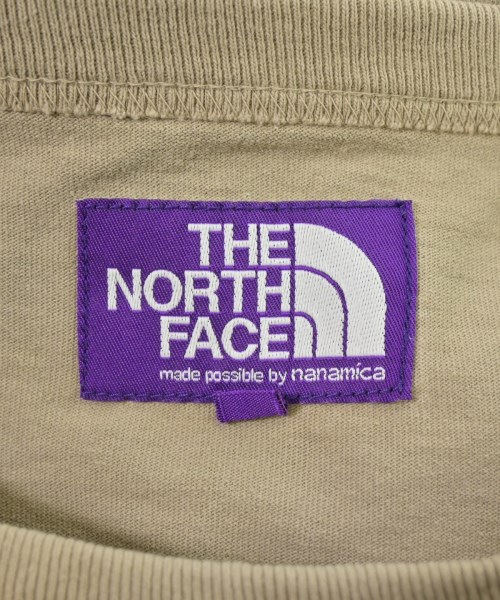 THE
NORTH
FACE
made possible by nanamica